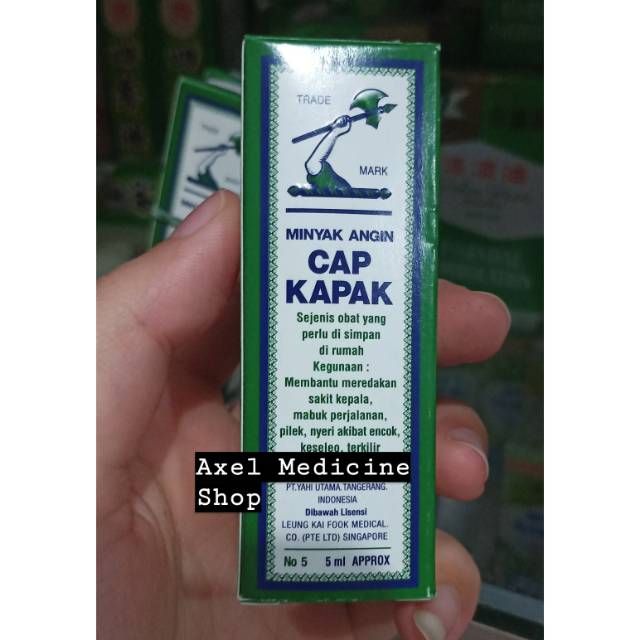 TRADE
MARK
MINYAK ANGIN
CAP
KAPAK
Sejenis obat yang
perlu di simpan
di rumah
Kegunaan :
Membantu meredakan
sakit kepala,
mabuk perjalanan,
pilek, nyeri akibat encok,
keseleo, terkilir
Axel Medicine
Shop
PT.YAHI UTAMA.TANGERANG.
INDONESIA
Dibawah Lisensi
LEUNG KAI FOOK MEDICAL.
CO. (PTE LTD) SINGAPORE
No 5 5 ml APPROX